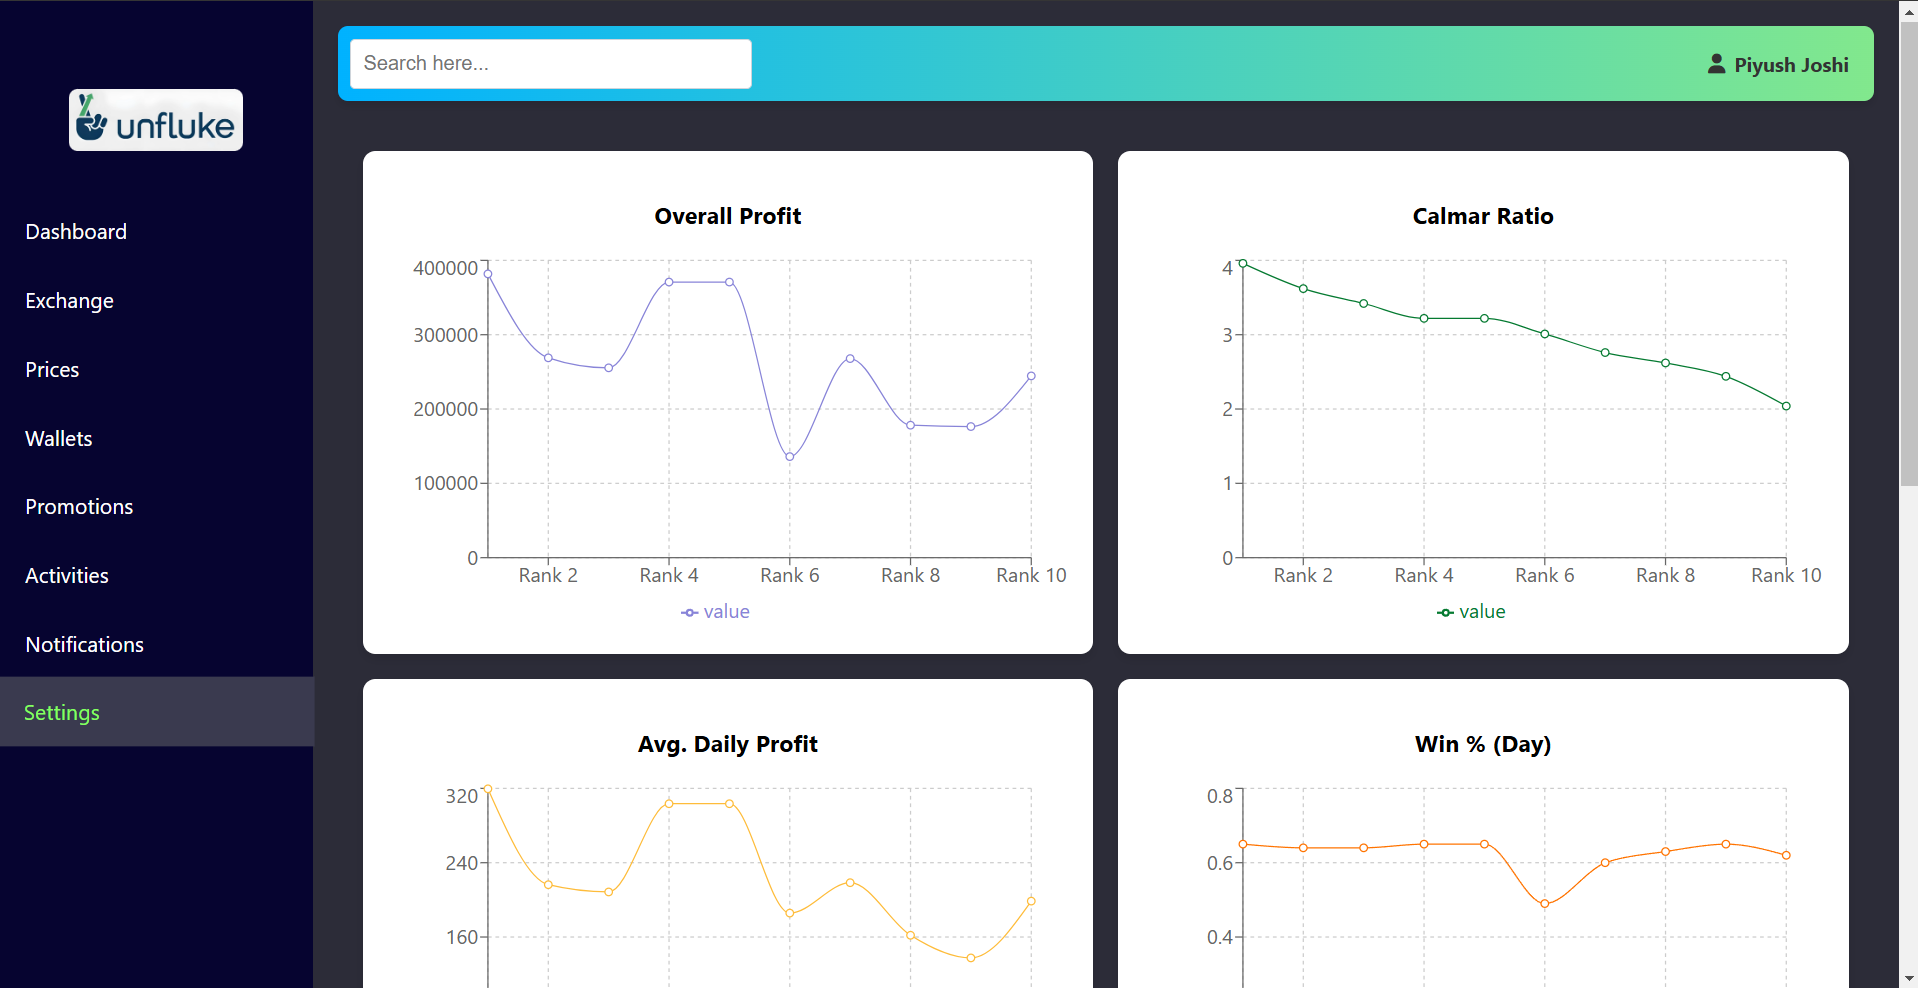 unfluke
Dashboard
Exchange
Prices
Wallets
Promotions
Activities
Notifications
Settings
Search here...
Piyush Joshi
Overall Profit
400000
300000
200000
100000
0
Rank 2 Rank 4 Rank 6 Rank 8 Rank 10
value
Calmar Ratio
4
3
2
1
0
Rank 2 Rank 4 Rank 6 Rank 8 Rank 10
value
Avg. Daily Profit
320
240
160
Win % (Day)
0.8
0.6
0.4